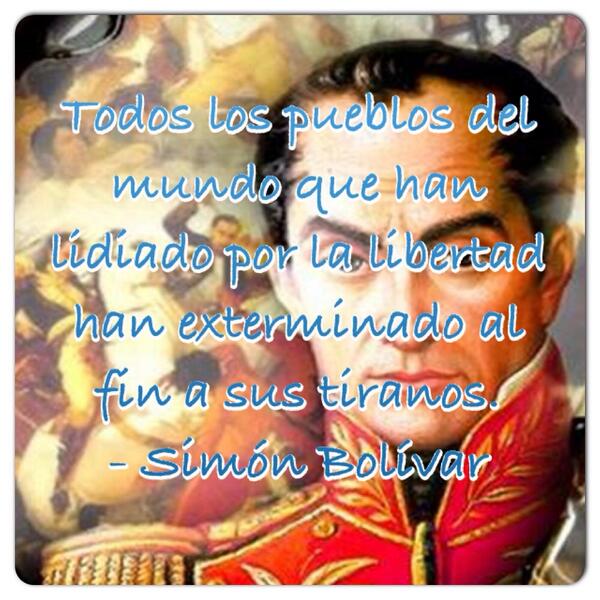 Todos los pueblos del
mundo que han
lidiado por la libertad
han exterminado al
fin a sus tiranos.
- Simón Bolívar